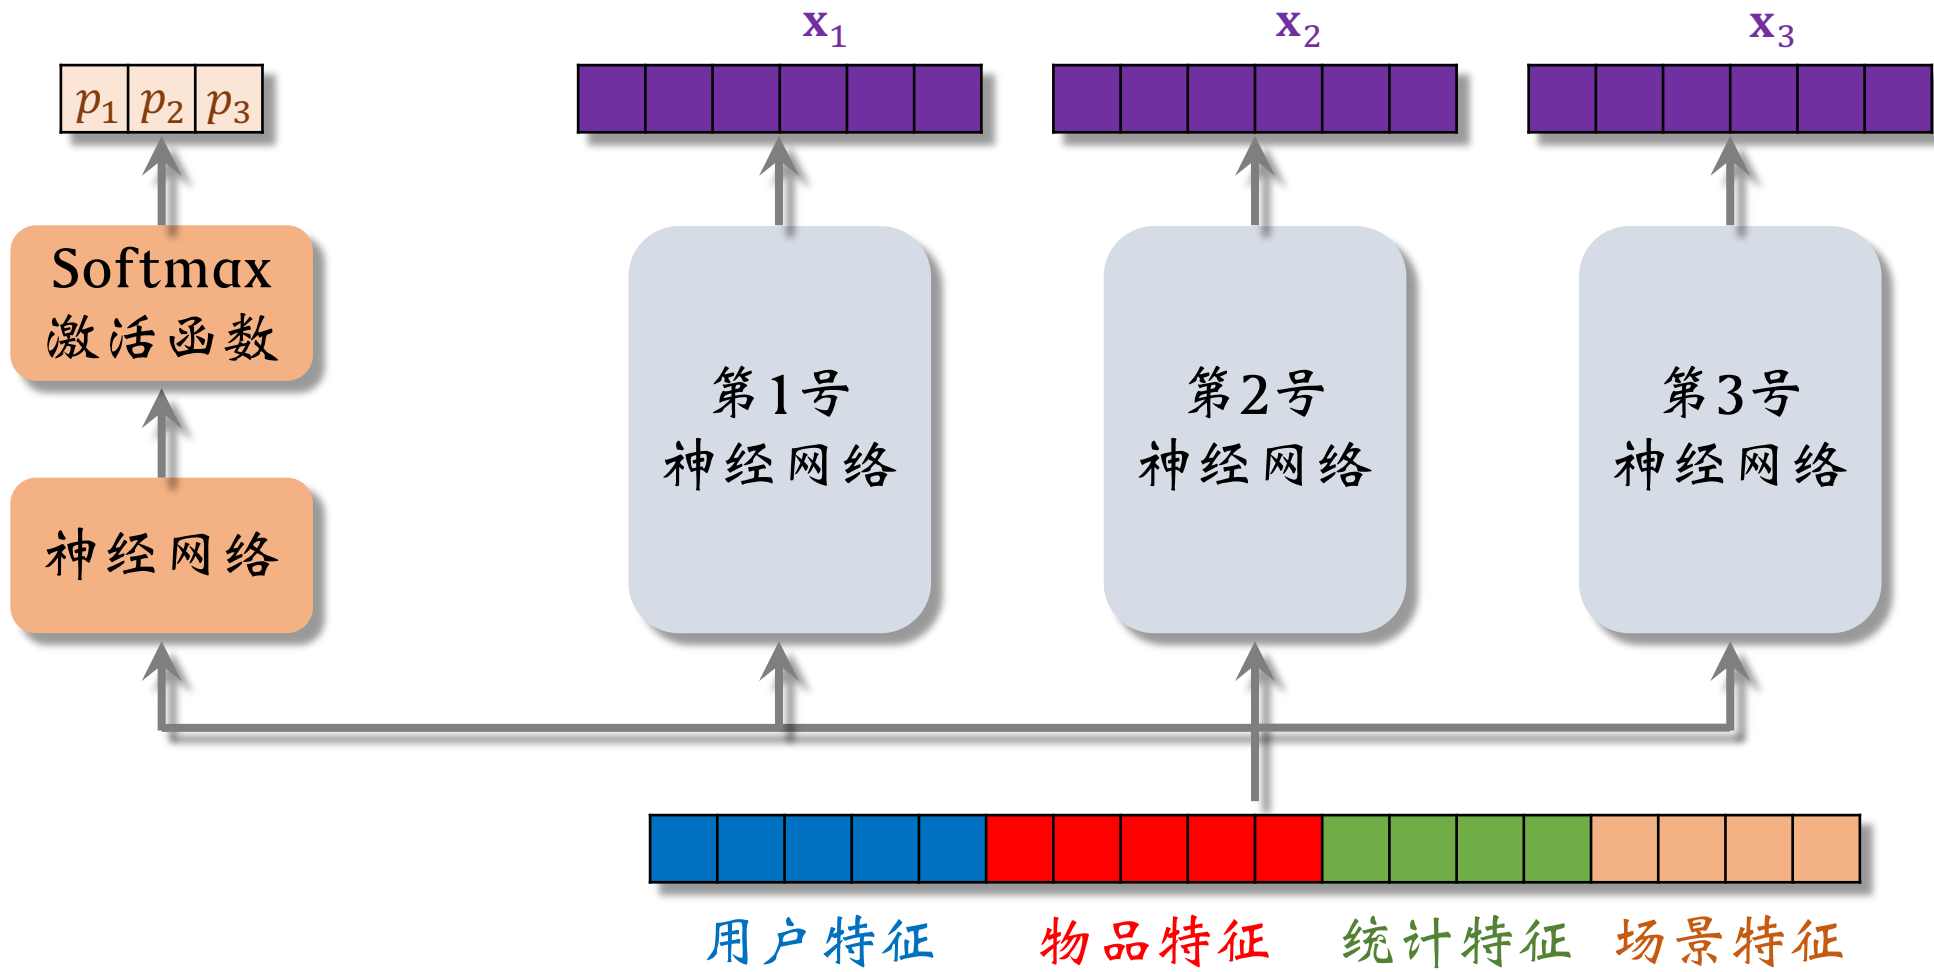 x₁
x₂
x₃
p₁ p₂ p₃
Softmax
激活函数
神经网络
第1号
神经网络
第2号
神经网络
第3号
神经网络
用户特征
物品特征
统计特征
场景特征